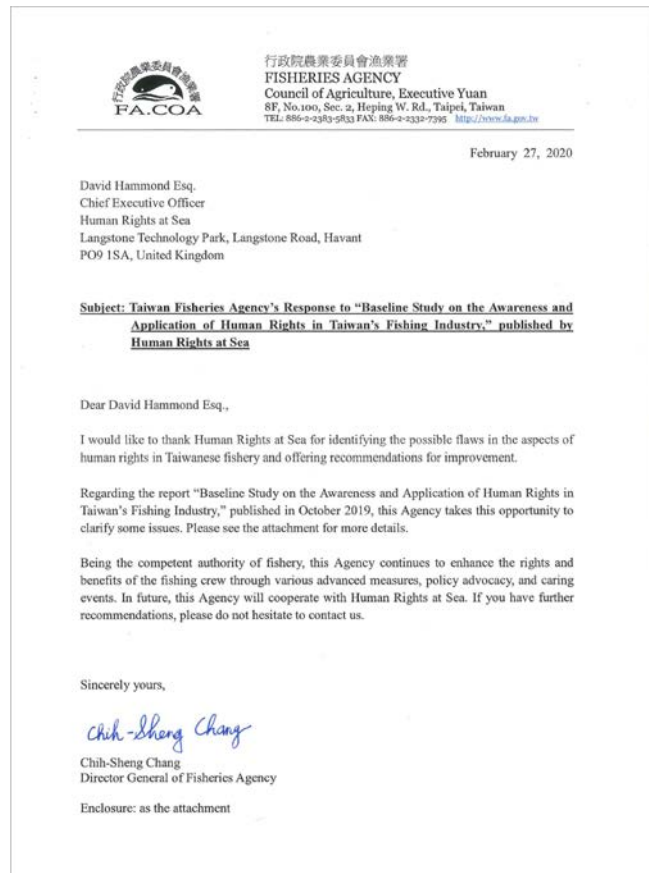 行政院農業委員會漁業署
FA.COA
行政院農業委員會漁業署
FISHERIES AGENCY
Council of Agriculture, Executive Yuan
8F, No.100, Sec. 2, Heping W. Rd., Taipei, Taiwan
TEL: 886-2-2383-5833 FAX: 886-2-2332-7395 http://www.fa.gov.tw
February 27, 2020
David Hammond Esq.
Chief Executive Officer
Human Rights at Sea
Langstone Technology Park, Langstone Road, Havant
PO9 1SA, United Kingdom
Subject: Taiwan Fisheries Agency’s Response to “Baseline Study on the Awareness and
Application of Human Rights in Taiwan’s Fishing Industry,” published by
Human Rights at Sea
Dear David Hammond Esq.,
I would like to thank Human Rights at Sea for identifying the possible flaws in the aspects of
human rights in Taiwanese fishery and offering recommendations for improvement.
Regarding the report “Baseline Study on the Awareness and Application of Human Rights in
Taiwan’s Fishing Industry,” published in October 2019, this Agency takes this opportunity to
clarify some issues. Please see the attachment for more details.
Being the competent authority of fishery, this Agency continues to enhance the rights and
benefits of the fishing crew through various advanced measures, policy advocacy, and caring
events. In future, this Agency will cooperate with Human Rights at Sea. If you have further
recommendations, please do not hesitate to contact us.
Sincerely yours,
Chih-Sheng Chang
Chih-Sheng Chang
Director General of Fisheries Agency
Enclosure: as the attachment